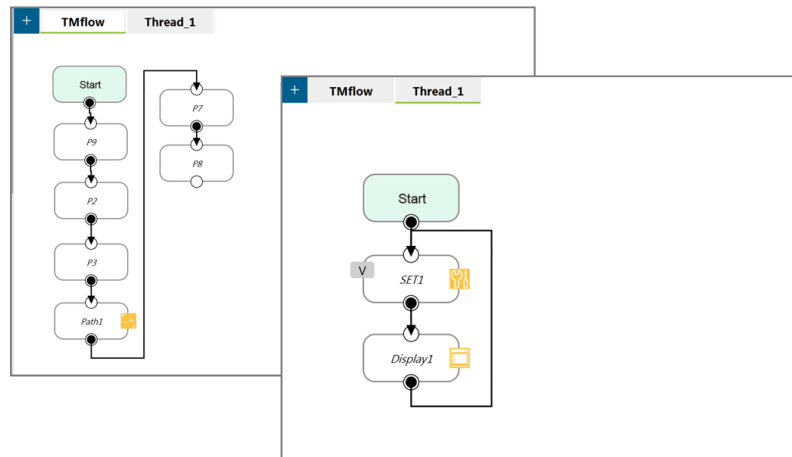 + TMflow Thread_1
Start
P9
P2
P3
Path1
P7
P8
+ TMflow Thread_1
Start
V
SET1
Display1